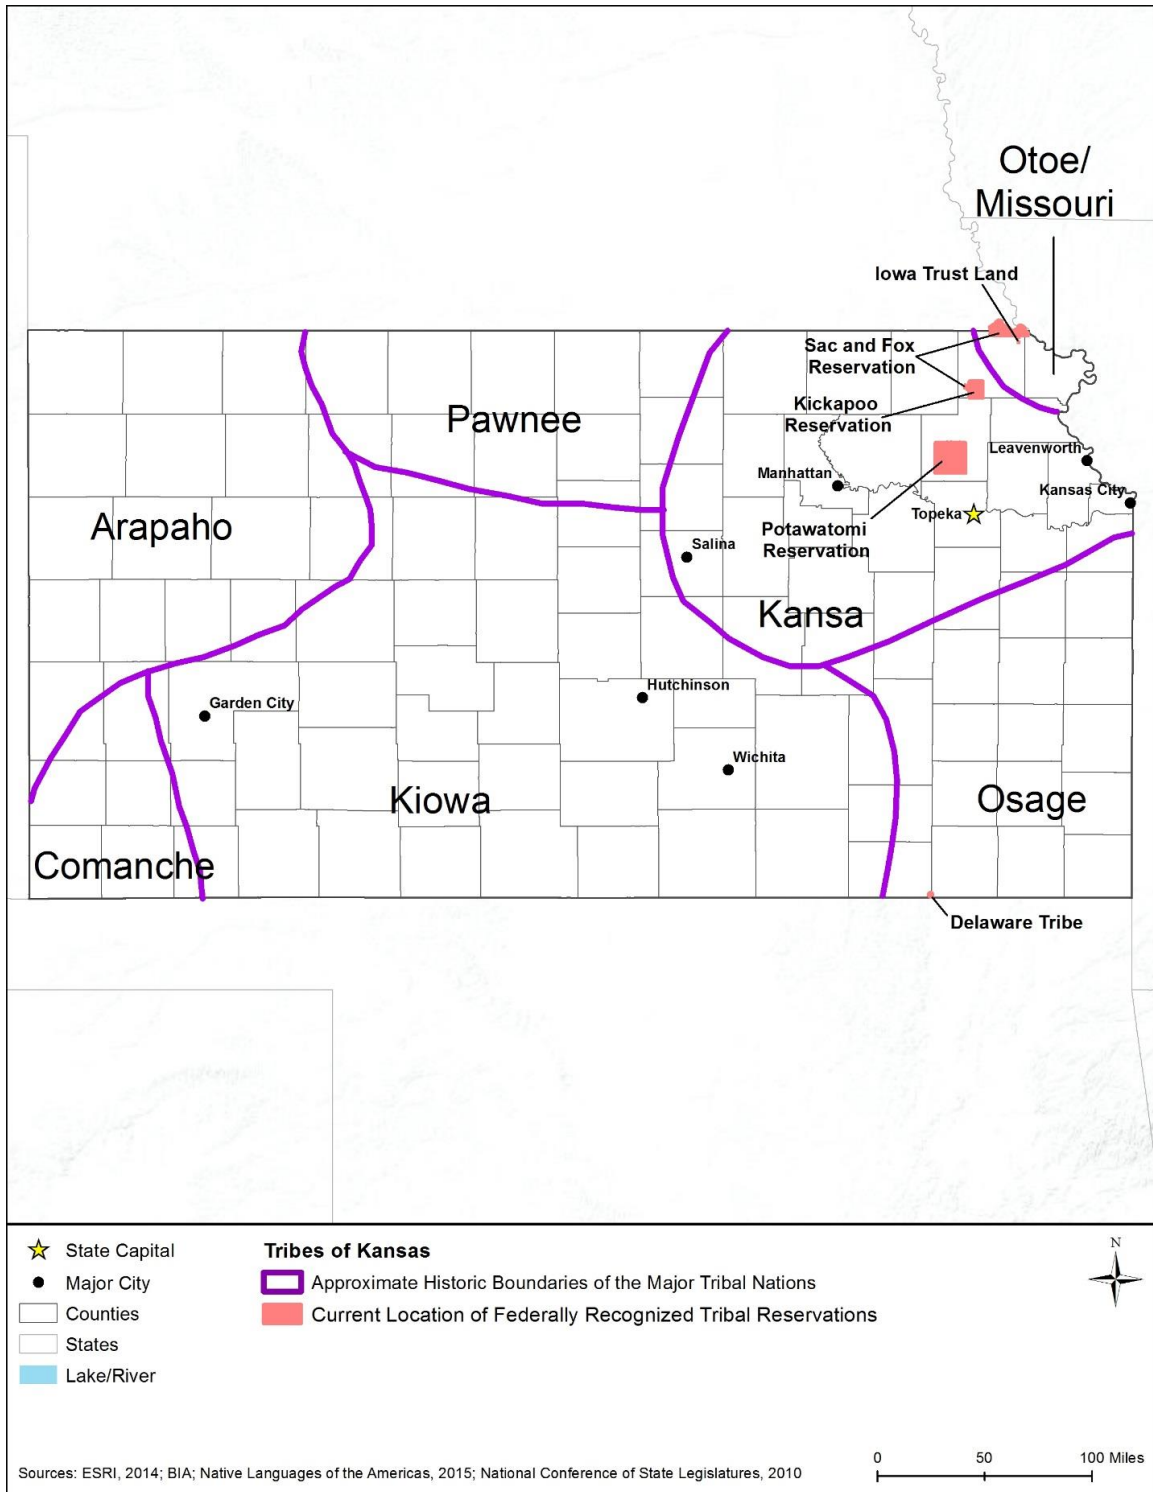 Otoe/
Missouri
Iowa Trust Land
Sac and Fox
Reservation
Kickapoo
Reservation
Pawnee
Leavenworth
Manhattan
Kansas City
Topeka
Arapaho
Potawatomi
Reservation
Salina
Kansa
Hutchinson
Garden City
Wichita
Kiowa
Osage
Comanche
Delaware Tribe
State Capital
Major City
Counties
States
Lake/River
Tribes of Kansas
Approximate Historic Boundaries of the Major Tribal Nations
Current Location of Federally Recognized Tribal Reservations
N
0 50 100 Miles
Sources: ESRI, 2014; BIA; Native Languages of the Americas, 2015; National Conference of State Legislatures, 2010